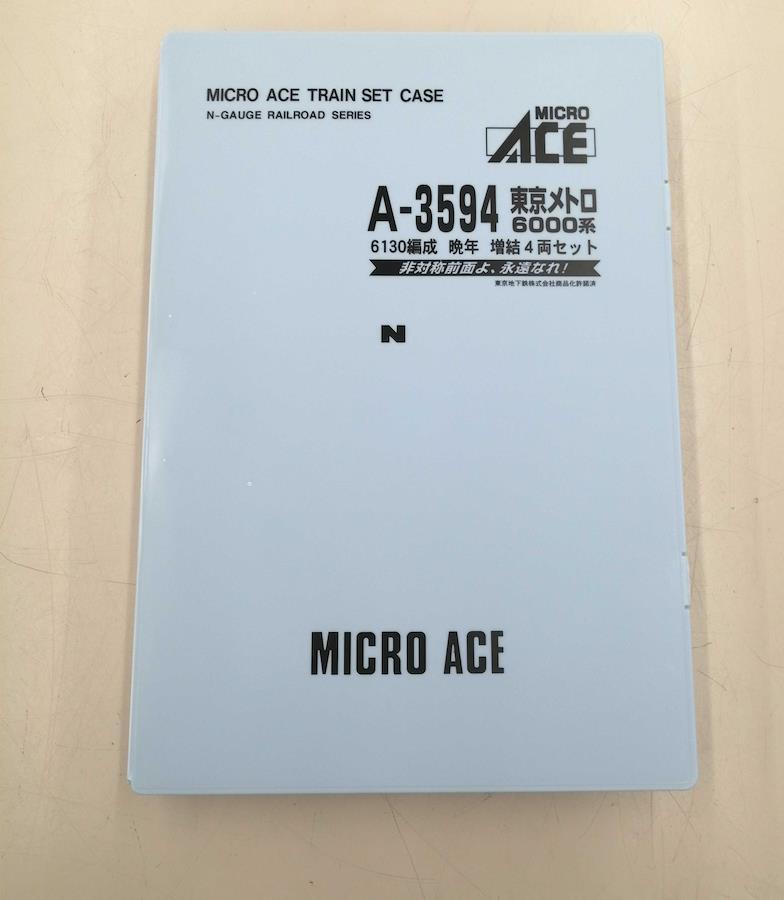 MICRO ACE TRAIN SET CASE
N-GAUGE RAILROAD SERIES
MICRO
ACE
A-3594 東京メトロ
6000系
6130編成 晩年 増結4両セット
非対称前面よ、永遠なれ!
東京地下鉄株式会社商品化許諾済
N
MICRO ACE